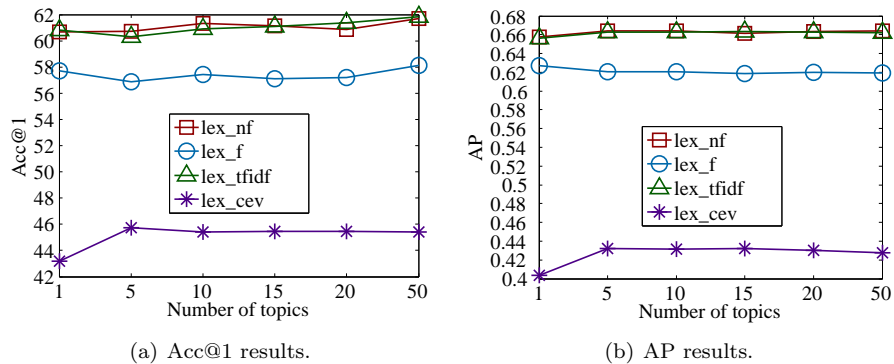 62
60
58
56
54
52
50
48
46
44
42
Acc@1
lex_nf
lex_f
lex_tfidf
lex_cev
1 5 10 15 20 50
Number of topics
(a) Acc@1 results.
0.68
0.66
0.64
0.62
0.6
0.58
0.56
0.54
0.52
0.5
0.48
0.46
0.44
0.42
0.4
AP
lex_nf
lex_f
lex_tfidf
lex_cev
1 5 10 15 20 50
Number of topics
(b) AP results.